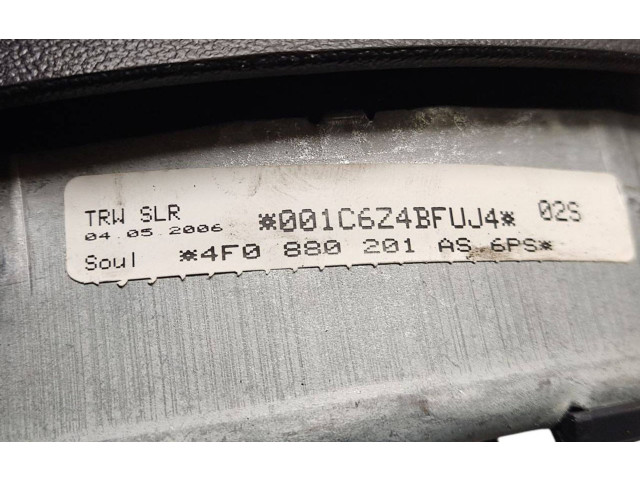 TRW SLR *001C6Z4BFUJ4* 02S
04.05.2006
Soul *4F0 880 201 AS 6PS*